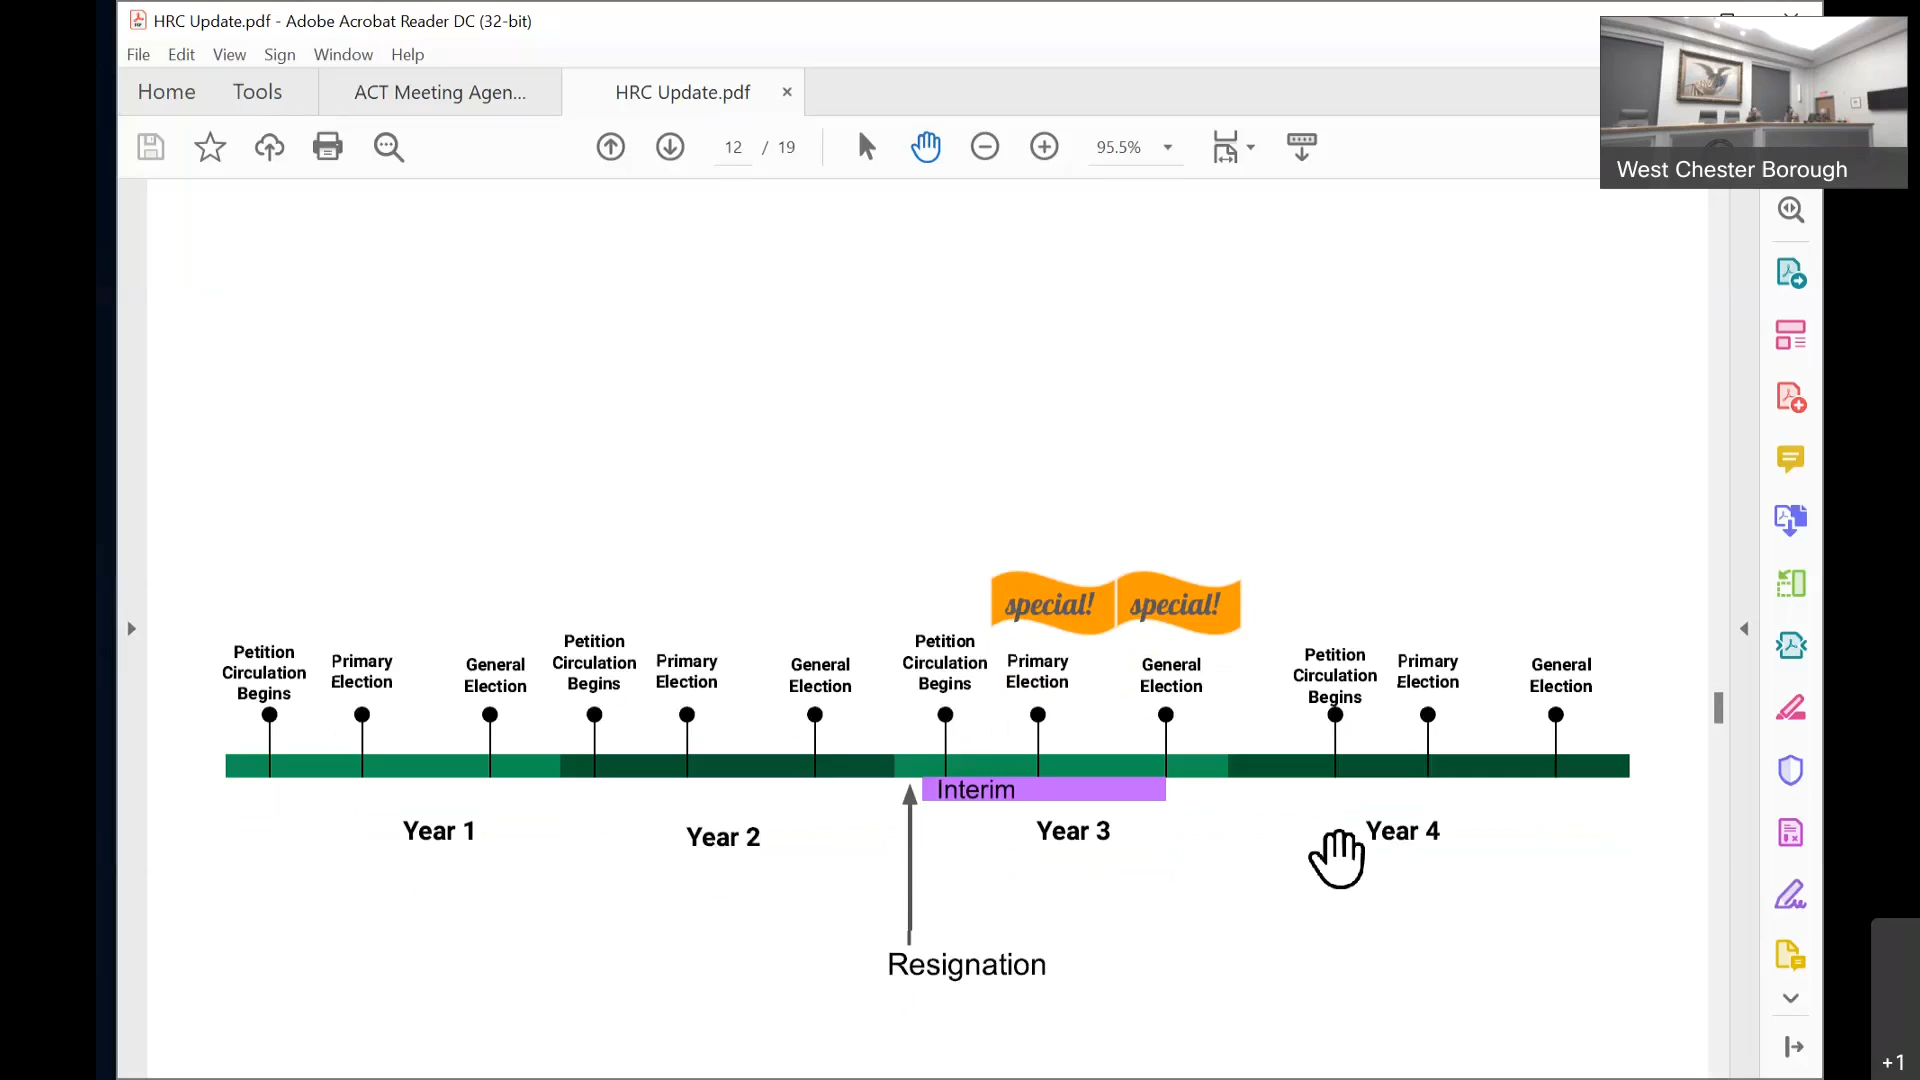 HRC Update.pdf - Adobe Acrobat Reader DC (32-bit)
File Edit View Sign Window Help
Home Tools ACT Meeting Agen... HRC Update.pdf
12 / 19 95.5%
West Chester Borough
special! special!
Petition Circulation Begins
Primary Election
General Election
Petition Circulation Begins
Primary Election
General Election
Petition Circulation Begins
Primary Election
General Election
Petition Circulation Begins
Primary Election
General Election
Interim
Year 1 Year 2 Year 3 Year 4
Resignation
+1